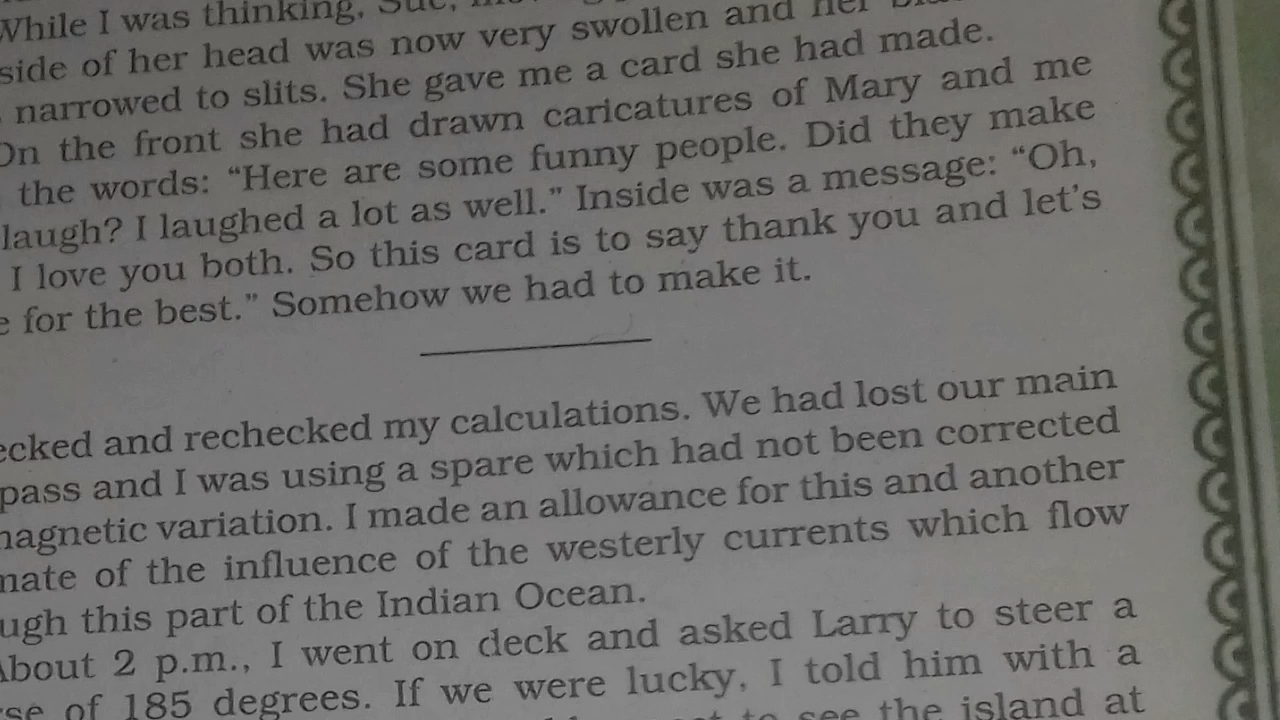 While I was thinking, Sue,
side of her head was now very swollen and her
narrowed to slits. She gave me a card she had made.
On the front she had drawn caricatures of Mary and me
the words: “Here are some funny people. Did they make
laugh? I laughed a lot as well.” Inside was a message: “Oh,
I love you both. So this card is to say thank you and let's
for the best.” Somehow we had to make it.
ecked and rechecked my calculations. We had lost our main
pass and I was using a spare which had not been corrected
magnetic variation. I made an allowance for this and another
mate of the influence of the westerly currents which flow
ugh this part of the Indian Ocean.
About 2 p.m., I went on deck and asked Larry to steer a
se of 185 degrees. If we were lucky, I told him with a
to see the island at